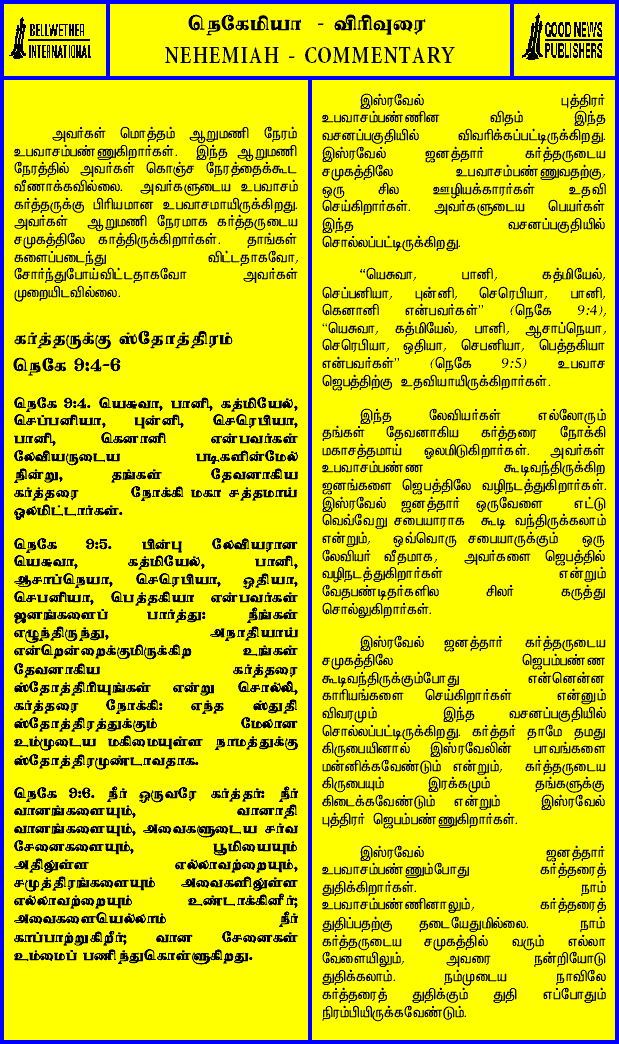 BELLWETHER
INTERNATIONAL
நெகேமியா - விரிவுரை
NEHEMIAH - COMMENTARY
GOOD NEWS
PUBLISHERS
அவர்கள் மொத்தம் ஆறுமணி நேரம்
உபவாசம்பண்ணுகிறார்கள். இந்த ஆறுமணி
நேரத்தில் அவர்கள் கொஞ்ச நேரத்தைக்கூட
வீணாக்கவில்லை. அவர்களுடைய உபவாசம்
கர்த்தருக்கு பிரியமான உபவாசமாயிருக்கிறது.
அவர்கள் ஆறுமணி நேரமாக கர்த்தருடைய
சமுகத்திலே காத்திருக்கிறார்கள். தாங்கள்
களைப்படைந்து விட்டதாகவோ,
சோர்ந்துபோய்விட்டதாகவோ அவர்கள்
முறையிடவில்லை.
கர்த்தருக்கு ஸ்தோத்திரம்
நெகே 9:4-6
நெகே 9:4. யெசுவா, பானி, கத்மியேல்,
செப்பனியா, புன்னி, செரெபியா,
பானி, கெனானி என்பவர்கள்
லேவியருடைய படிகளின்மேல்
நின்று, தங்கள் தேவனாகிய
கர்த்தரை நோக்கி மகா சத்தமாய்
ஓலமிட்டார்கள்.
நெகே 9:5. பின்பு லேவியரான
யெசுவா, கத்மியேல், பானி,
ஆசாப்நெயா, செரெபியா, ஒதியா,
செபனியா, பெத்தகியா என்பவர்கள்
ஜனங்களைப் பார்த்து: நீங்கள்
எழுந்திருந்து, அநாதியாய்
என்றென்றைக்குமிருக்கிற உங்கள்
தேவனாகிய கர்த்தரை
ஸ்தோத்திரியுங்கள் என்று சொல்லி,
கர்த்தரை நோக்கி: எந்த ஸ்துதி
ஸ்தோத்திரத்துக்கும் மேலான
உம்முடைய மகிமையுள்ள நாமத்துக்கு
ஸ்தோத்திரமுண்டாவதாக.
நெகே 9:6. நீர் ஒருவரே கர்த்தர்: நீர்
வானங்களையும், வானாதி
வானங்களையும், அவைகளுடைய சர்வ
சேனைகளையும், பூமியையும்
அதிலுள்ள எல்லாவற்றையும்,
சமுத்திரங்களையும் அவைகளிலுள்ள
எல்லாவற்றையும் உண்டாக்கினீர்;
அவைகளையெல்லாம் நீர்
காப்பாற்றுகிறீர்; வான சேனைகள்
உம்மைப் பணிந்துகொள்ளுகிறது.
இஸ்ரவேல் புத்திரர்
உபவாசம்பண்ணின விதம் இந்த
வசனப்பகுதியில் விவரிக்கப்பட்டிருக்கிறது.
இஸ்ரவேல் ஜனத்தார் கர்த்தருடைய
சமுகத்திலே உபவாசம்பண்ணுவதற்கு,
ஒரு சில ஊழியக்காரர்கள் உதவி
செய்கிறார்கள். அவர்களுடைய பெயர்கள்
இந்த வசனப்பகுதியில்
சொல்லப்பட்டிருக்கிறது.
“யெசுவா, பானி, கத்மியேல்,
செப்பனியா, புன்னி, செரெபியா, பானி,
கெனானி என்பவர்கள்” (நெகே 9:4),
“யெசுவா, கத்மியேல், பானி, ஆசாப்நெயா,
செரெபியா, ஒதியா, செபனியா, பெத்தகியா
என்பவர்கள்” (நெகே 9:5) உபவாச
ஜெபத்திற்கு உதவியாயிருக்கிறார்கள்.
இந்த லேவியர்கள் எல்லோரும்
தங்கள் தேவனாகிய கர்த்தரை நோக்கி
மகாசத்தமாய் ஓலமிடுகிறார்கள். அவர்கள்
உபவாசம்பண்ண கூடிவந்திருக்கிற
ஜனங்களை ஜெபத்திலே வழிநடத்துகிறார்கள்.
இஸ்ரவேல் ஜனத்தார் ஒருவேளை எட்டு
வெவ்வேறு சபையாராக கூடி வந்திருக்கலாம்
என்றும், ஒவ்வொரு சபையாருக்கும் ஒரு
லேவியர் வீதமாக, அவர்களை ஜெபத்தில்
வழிநடத்துகிறார்கள் என்றும்
வேதபண்டிதர்களில சிலர் கருத்து
சொல்லுகிறார்கள்.
இஸ்ரவேல் ஜனத்தார் கர்த்தருடைய
சமுகத்திலே ஜெபம்பண்ண
கூடிவந்திருக்கும்போது என்னென்ன
காரியங்களை செய்கிறார்கள் என்னும்
விவரமும் இந்த வசனப்பகுதியில்
சொல்லப்பட்டிருக்கிறது. கர்த்தர் தாமே தமது
கிருபையினால் இஸ்ரவேலின் பாவங்களை
மன்னிக்கவேண்டும் என்றும், கர்த்தருடைய
கிருபையும் இரக்கமும் தங்களுக்கு
கிடைக்கவேண்டும் என்றும் இஸ்ரவேல்
புத்திரர் ஜெபம்பண்ணுகிறார்கள்.
இஸ்ரவேல் ஜனத்தார்
உபவாசம்பண்ணும்போது கர்த்தரைத்
துதிக்கிறார்கள். நாம்
உபவாசம்பண்ணினாலும், கர்த்தரைத்
துதிப்பதற்கு தடையேதுமில்லை. நாம்
கர்த்தருடைய சமுகத்தில் வரும் எல்லா
வேளையிலும், அவரை நன்றியோடு
துதிக்கலாம். நம்முடைய நாவிலே
கர்த்தரைத் துதிக்கும் துதி எப்போதும்
நிரம்பியிருக்கவேண்டும்.